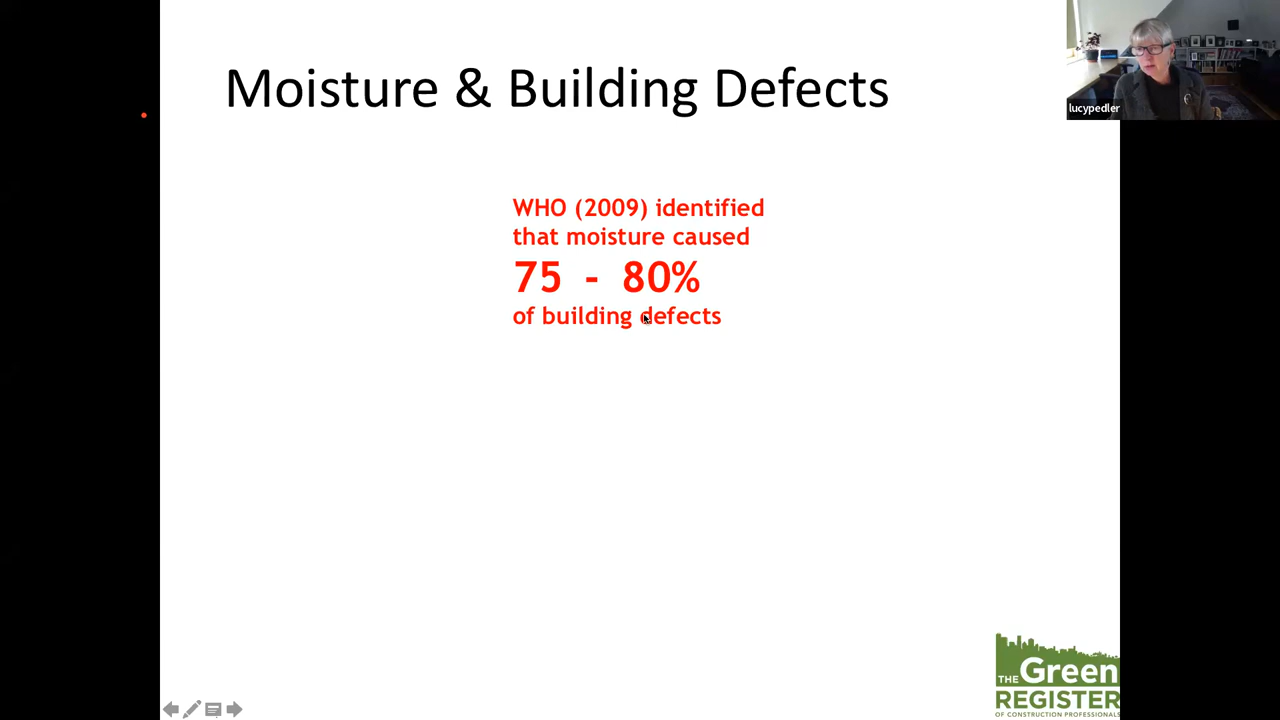 Moisture & Building Defects
lucypedler
WHO (2009) identified
that moisture caused
75 - 80%
of building defects
THE Green
REGISTER
OF CONSTRUCTION PROFESSIONALS